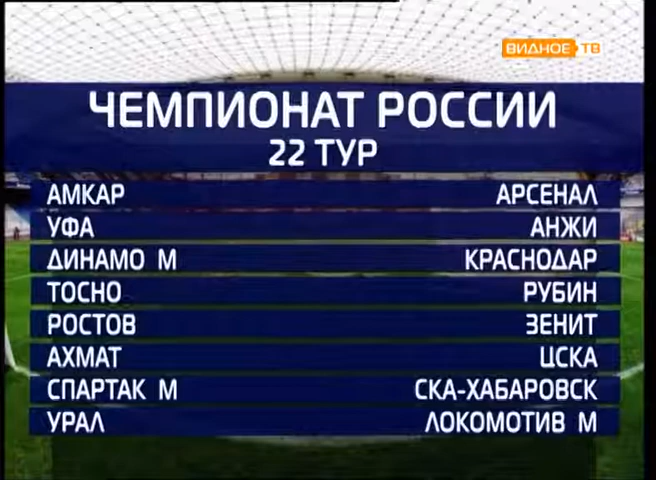 ВИДНОЕ ТВ
ЧЕМПИОНАТ РОССИИ
22 ТУР
АМКАР АРСЕНАЛ
УФА АНЖИ
ДИНАМО М КРАСНОДАР
ТОСНО РУБИН
РОСТОВ ЗЕНИТ
АХМАТ ЦСКА
СПАРТАК М СКА-ХАБАРОВСК
УРАЛ ЛОКОМОТИВ М